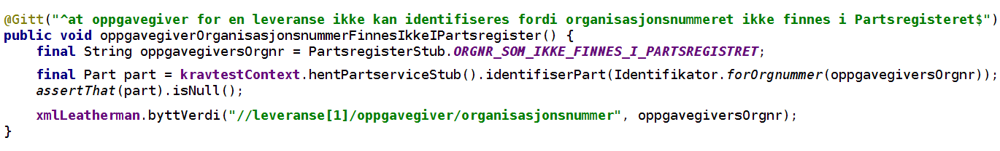 @Gitt("^at oppgavegiver for en leveranse ikke kan identifiseres fordi organisasjonsnummeret ikke finnes i Partsregisteret$")
public void oppgavegiverOrganisasjonsnummerFinnesIkkeIPartsregister() {
    final String oppgavegiversOrgnr = PartsregisterStub.ORGNR_SOM_IKKE_FINNES_I_PARTSREGISTRET;
    final Part part = kravtestContext.hentPartserviceStub().identifiserPart(Identifikator.forOrgnummer(oppgavegiversOrgnr));
    assertThat(part).isNull();
    xmlLeatherman.byttVerdi("//leveranse[1]/oppgavegiver/organisasjonsnummer", oppgavegiversOrgnr);
}